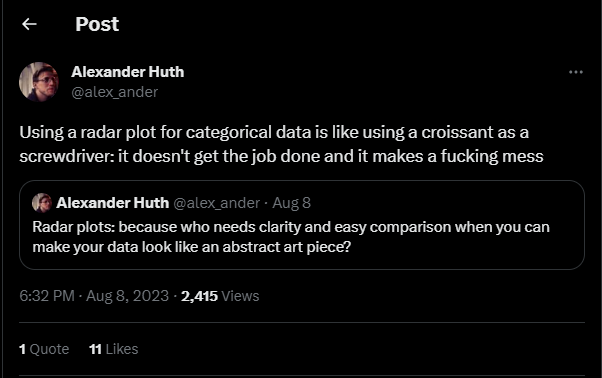 Post
Alexander Huth
@alex_ander
Using a radar plot for categorical data is like using a croissant as a
screwdriver: it doesn't get the job done and it makes a fucking mess
Alexander Huth @alex_ander · Aug 8
Radar plots: because who needs clarity and easy comparison when you can
make your data look like an abstract art piece?
6:32 PM · Aug 8, 2023 · 2,415 Views
1 Quote 11 Likes